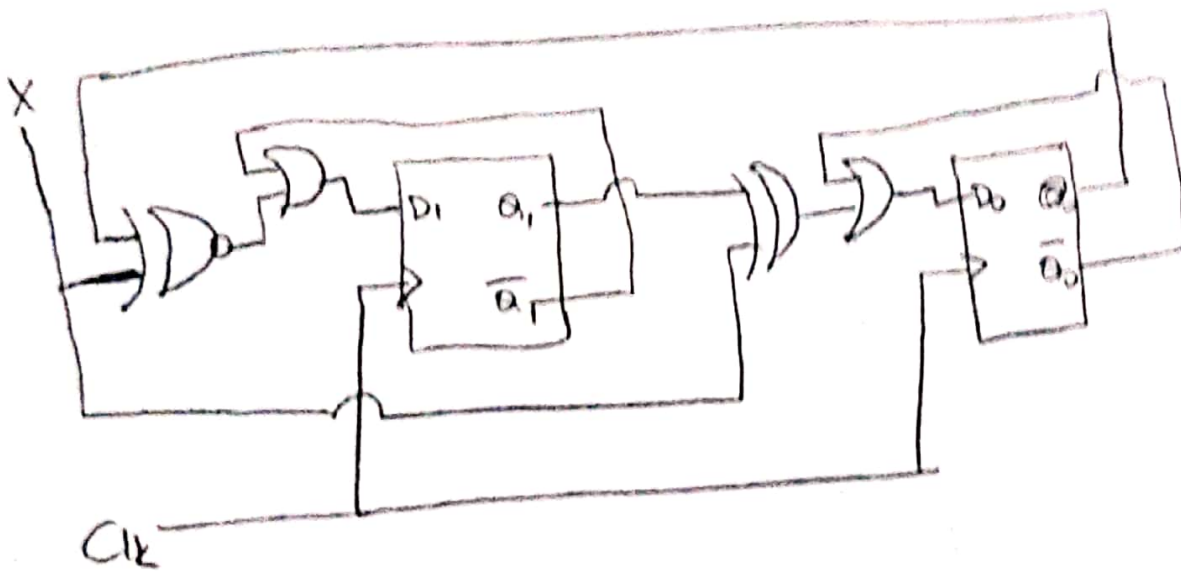 X
D₁ Q₁
Q̅₁
D₀ Q₀
Q̅₀
Clk